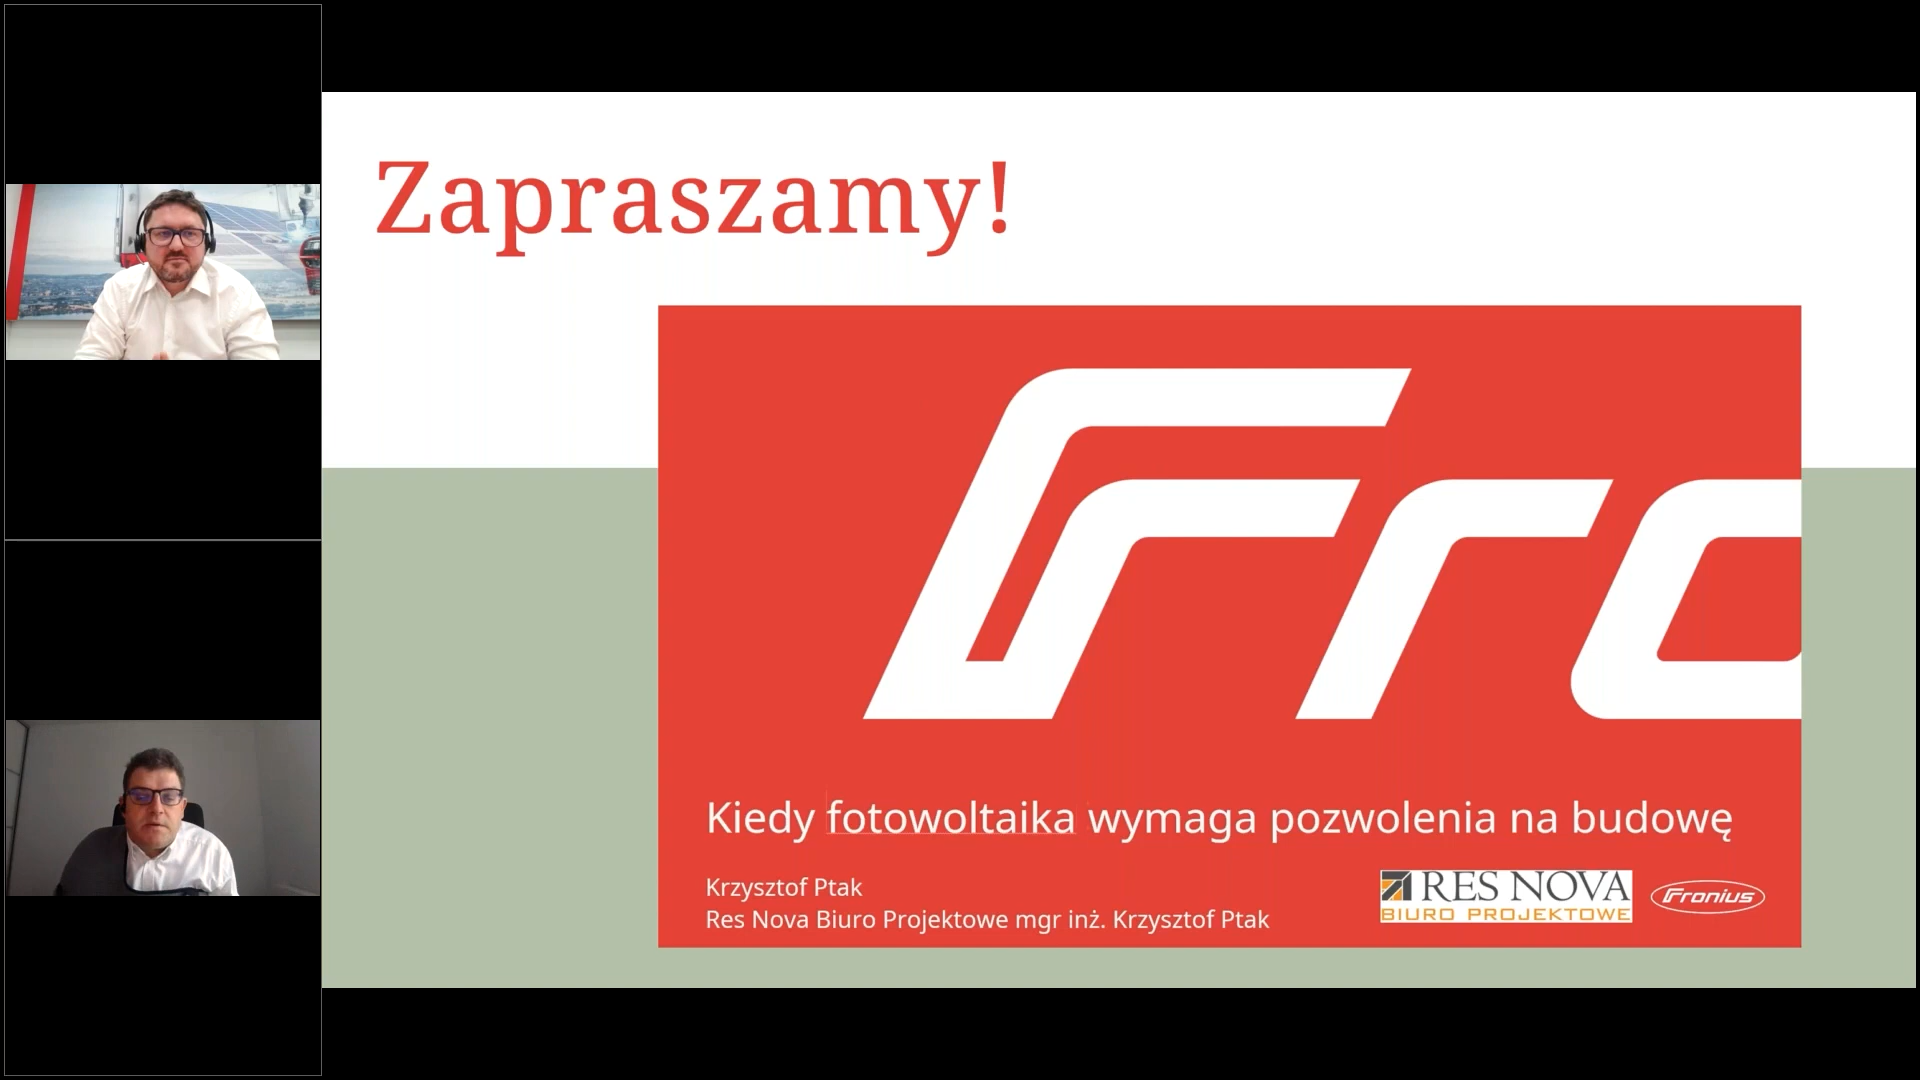 Zapraszamy!
Fro
Kiedy fotowoltaika wymaga pozwolenia na budowę
Krzysztof Ptak
Res Nova Biuro Projektowe mgr inż. Krzysztof Ptak
RES NOVA
BIURO PROJEKTOWE
Fronius